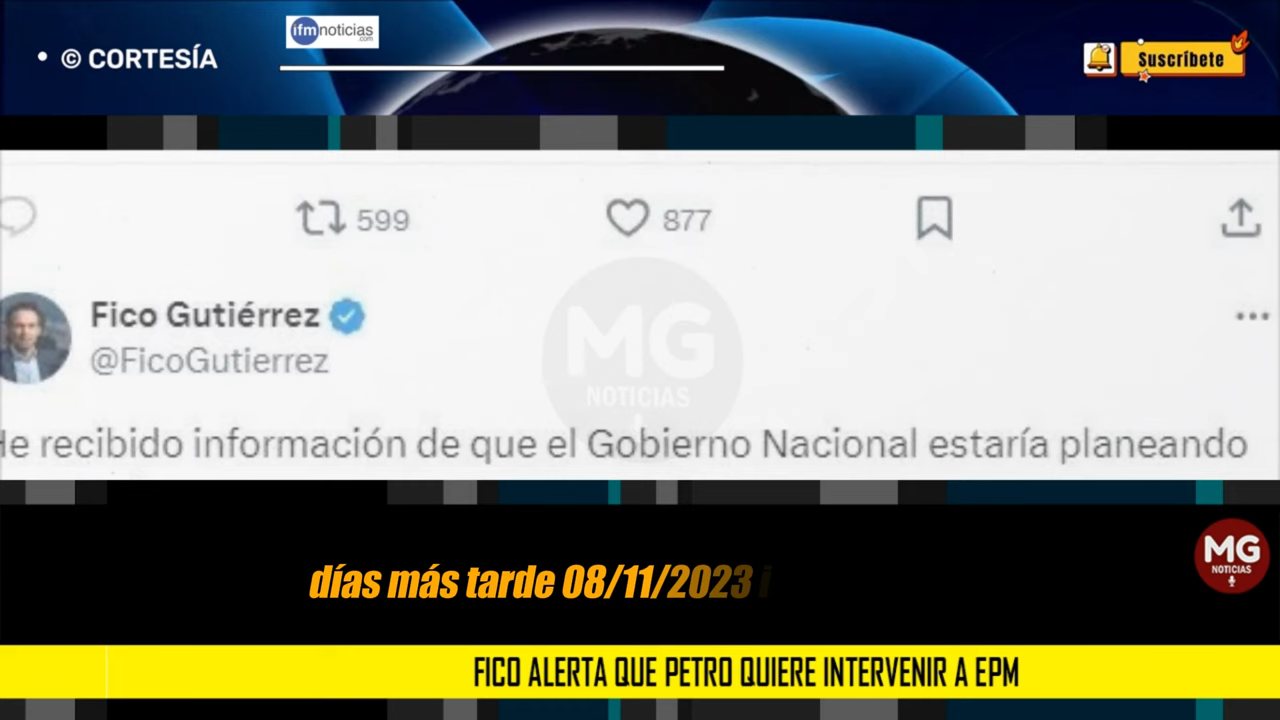 • © CORTESÍA
ifmnoticias
.com
Suscríbete
599
877
Fico Gutiérrez
@FicoGutierrez
He recibido información de que el Gobierno Nacional estaría planeando
MG
NOTICIAS
días más tarde 08/11/2023 i
MG
NOTICIAS
FICO ALERTA QUE PETRO QUIERE INTERVENIR A EPM